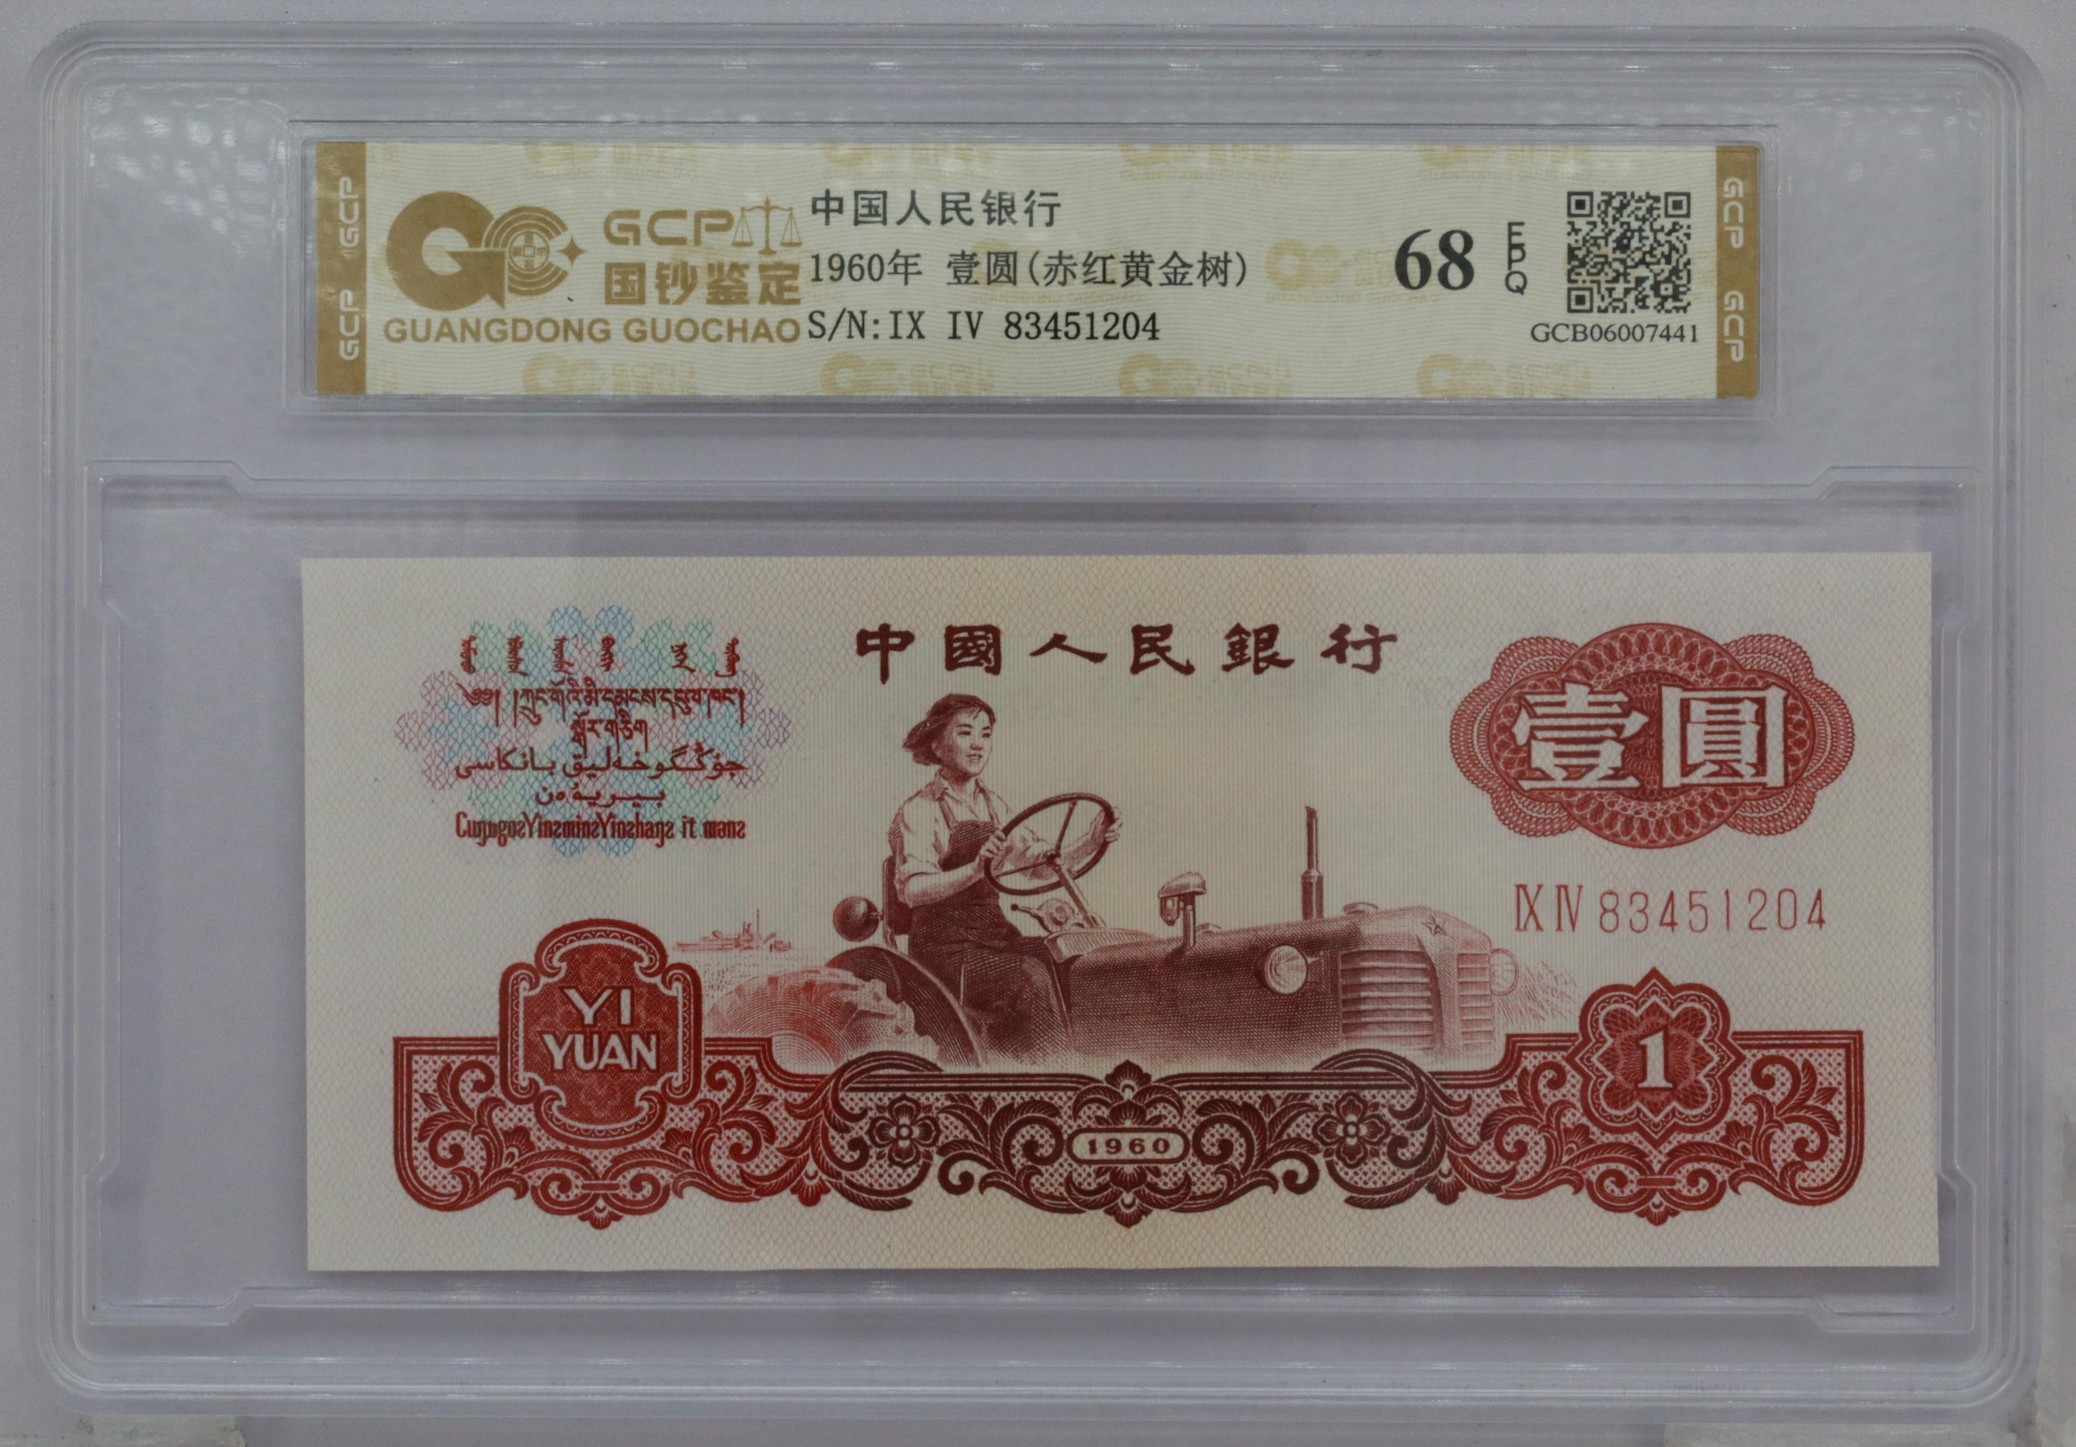 GCP GCP
GCP
国钞鉴定
GUANGDONG GUOCHAO
中国人民银行
1960年 壹圆(赤红黄金树)
S/N:IX IV 83451204
68 EPQ
GCB06007441
GCP GCP
中國人民銀行
壹圓
IX IV 83451204
YI
YUAN
1
1960